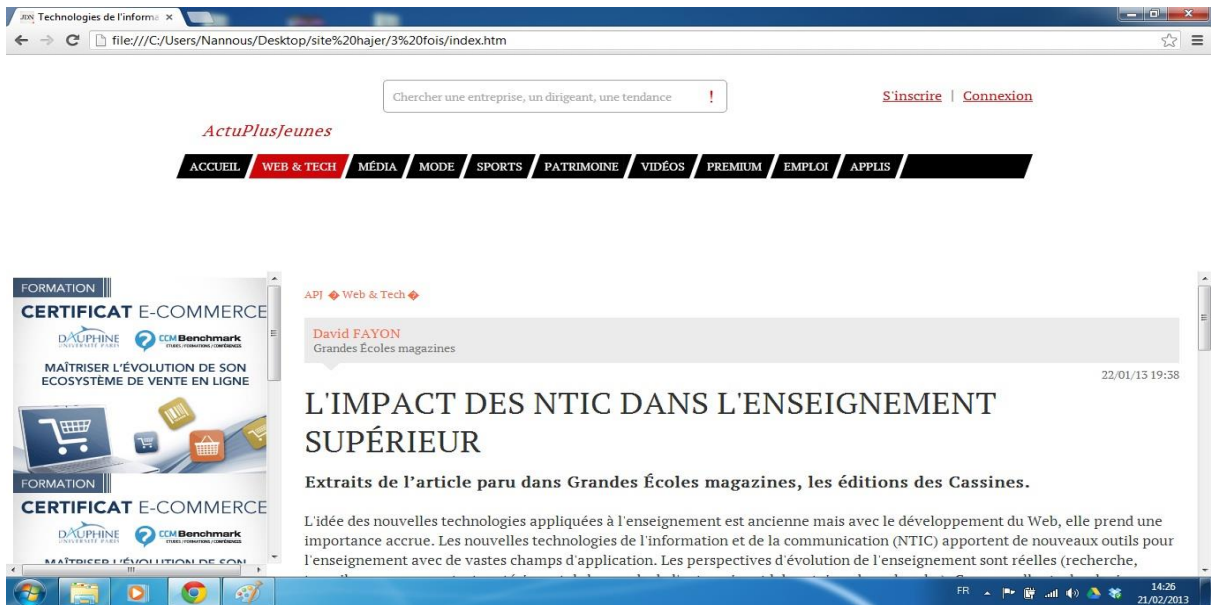 JDN Technologies de l'informa
file:///C:/Users/Nannous/Desktop/site%20hajer/3%20fois/index.htm
Chercher une entreprise, un dirigeant, une tendance !
S'inscrire | Connexion
ActuPlusJeunes
ACCUEIL WEB & TECH MÉDIA MODE SPORTS PATRIMOINE VIDÉOS PREMIUM EMPLOI APPLIS
FORMATION
CERTIFICAT E-COMMERCE
DAUPHINE UNIVERSITÉ PARIS CCM Benchmark
MAÎTRISER L'ÉVOLUTION DE SON
ECOSYSTÈME DE VENTE EN LIGNE
FORMATION
CERTIFICAT E-COMMERCE
DAUPHINE UNIVERSITÉ PARIS CCM Benchmark
MAÎTRISER L'ÉVOLUTION DE SON
APJ � Web & Tech �
David FAYON
Grandes Écoles magazines
22/01/13 19:38
L'IMPACT DES NTIC DANS L'ENSEIGNEMENT
SUPÉRIEUR
Extraits de l’article paru dans Grandes Écoles magazines, les éditions des Cassines.
L'idée des nouvelles technologies appliquées à l'enseignement est ancienne mais avec le développement du Web, elle prend une
importance accrue. Les nouvelles technologies de l'information et de la communication (NTIC) apportent de nouveaux outils pour
l'enseignement avec de vastes champs d'application. Les perspectives d'évolution de l'enseignement sont réelles (recherche,
FR
14:26
21/02/2013